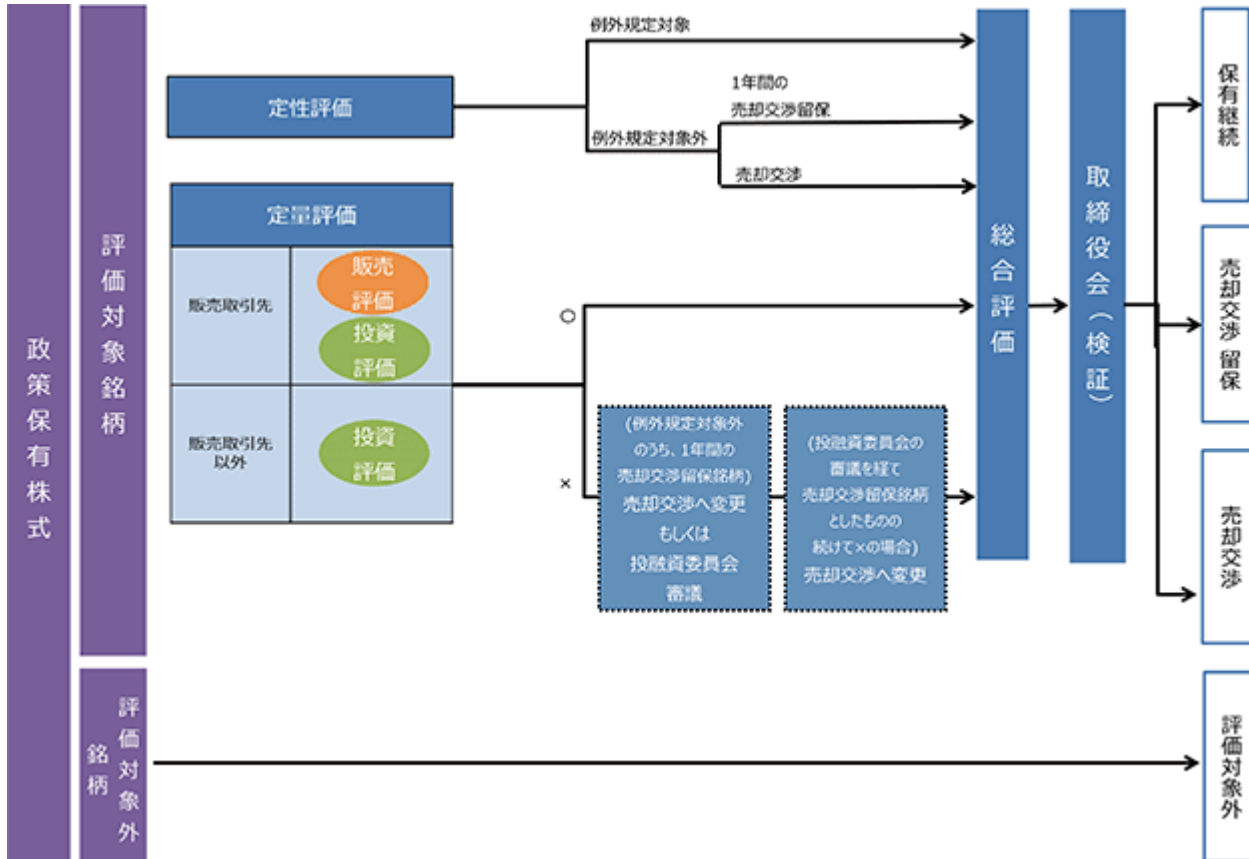 政策保有株式
評価対象銘柄
定性評価
例外規定対象
例外規定対象外
1年間の
売却交渉留保
売却交渉
定量評価
販売取引先
販売
評価
投資
評価
販売取引先
以外
投資
評価
○
×
(例外規定対象外
のうち、1年間の
売却交渉留保銘柄)
売却交渉へ変更
もしくは
投融資委員会
審議
(投融資委員会の
審議を経て
売却交渉留保銘柄
としたものの
続けて×の場合)
売却交渉へ変更
総合評価
取締役会(検証)
保有継続
売却交渉 留保
売却交渉
評価対象外
銘柄
評価対象外